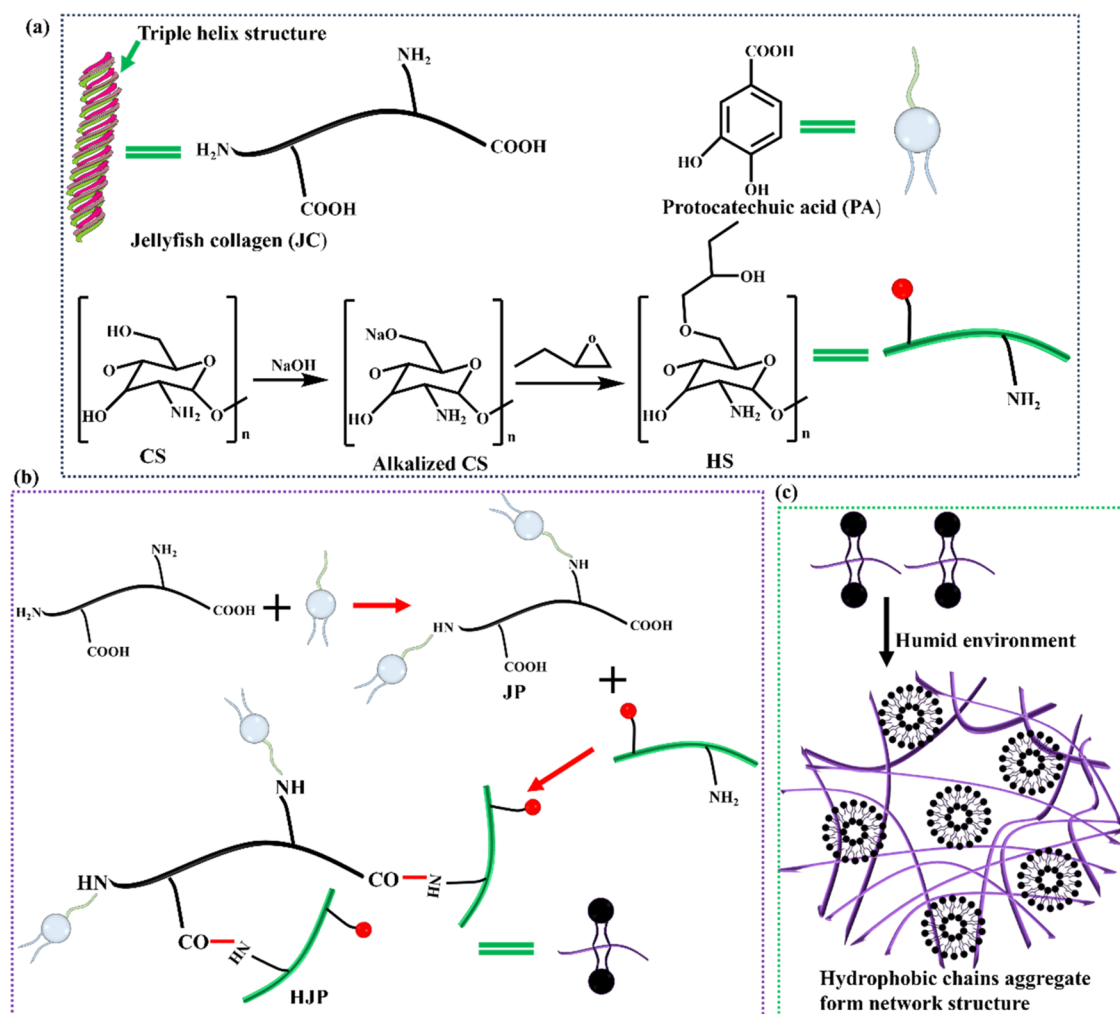 (a)
Triple helix structure
NH2
H2N
COOH
COOH
Jellyfish collagen (JC)
COOH
HO
OH
Protocatechuic acid (PA)
HO
O
O
HO
NH2
O
n
CS
NaOH
NaO
O
O
HO
NH2
O
n
Alkalized CS
O
OH
O
O
O
HO
NH2
O
n
HS
NH2
(b)
NH2
H2N
COOH
COOH
+
NH
HN
COOH
COOH
JP
+
NH2
NH
HN
CO
HN
CO
HN
HJP
(c)
Humid environment
Hydrophobic chains aggregate
form network structure